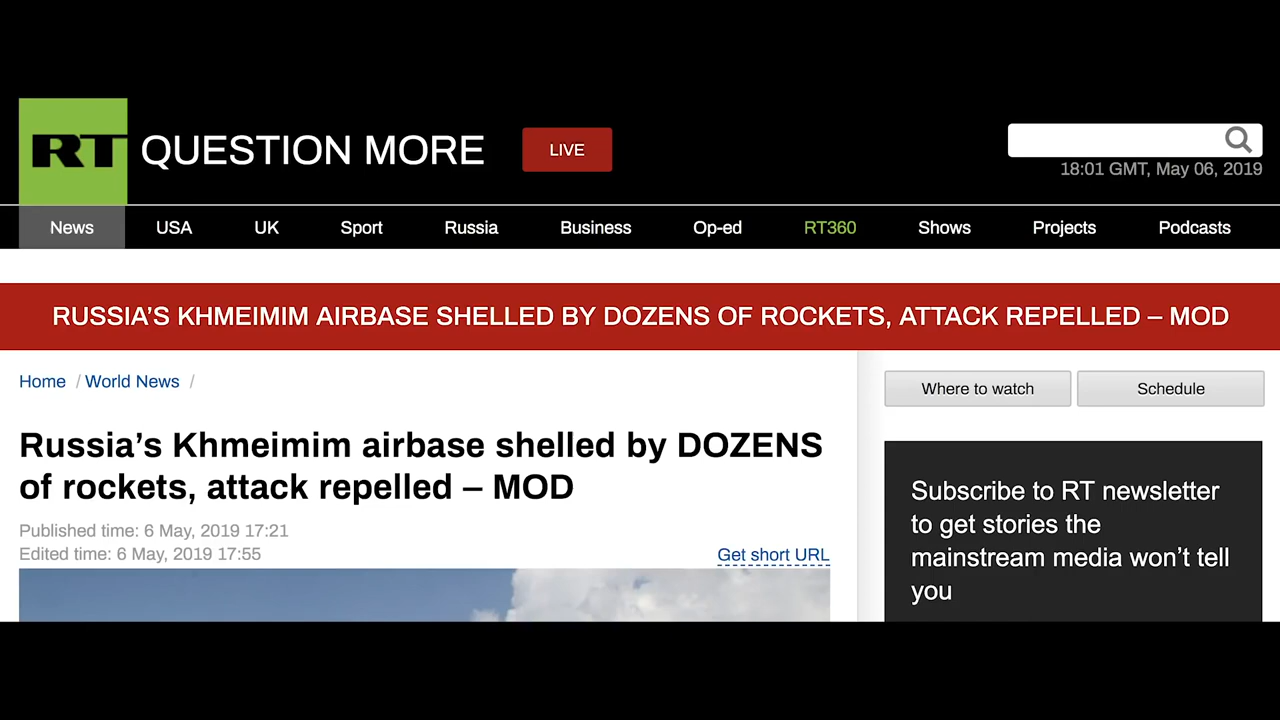 RT QUESTION MORE
LIVE
18:01 GMT, May 06, 2019
News USA UK Sport Russia Business Op-ed RT360 Shows Projects Podcasts
RUSSIA'S KHMEIMIM AIRBASE SHELLED BY DOZENS OF ROCKETS, ATTACK REPELLED – MOD
Home / World News /
Where to watch
Schedule
Russia's Khmeimim airbase shelled by DOZENS
of rockets, attack repelled – MOD
Published time: 6 May, 2019 17:21
Edited time: 6 May, 2019 17:55
Get short URL
Subscribe to RT newsletter
to get stories the
mainstream media won't tell
you